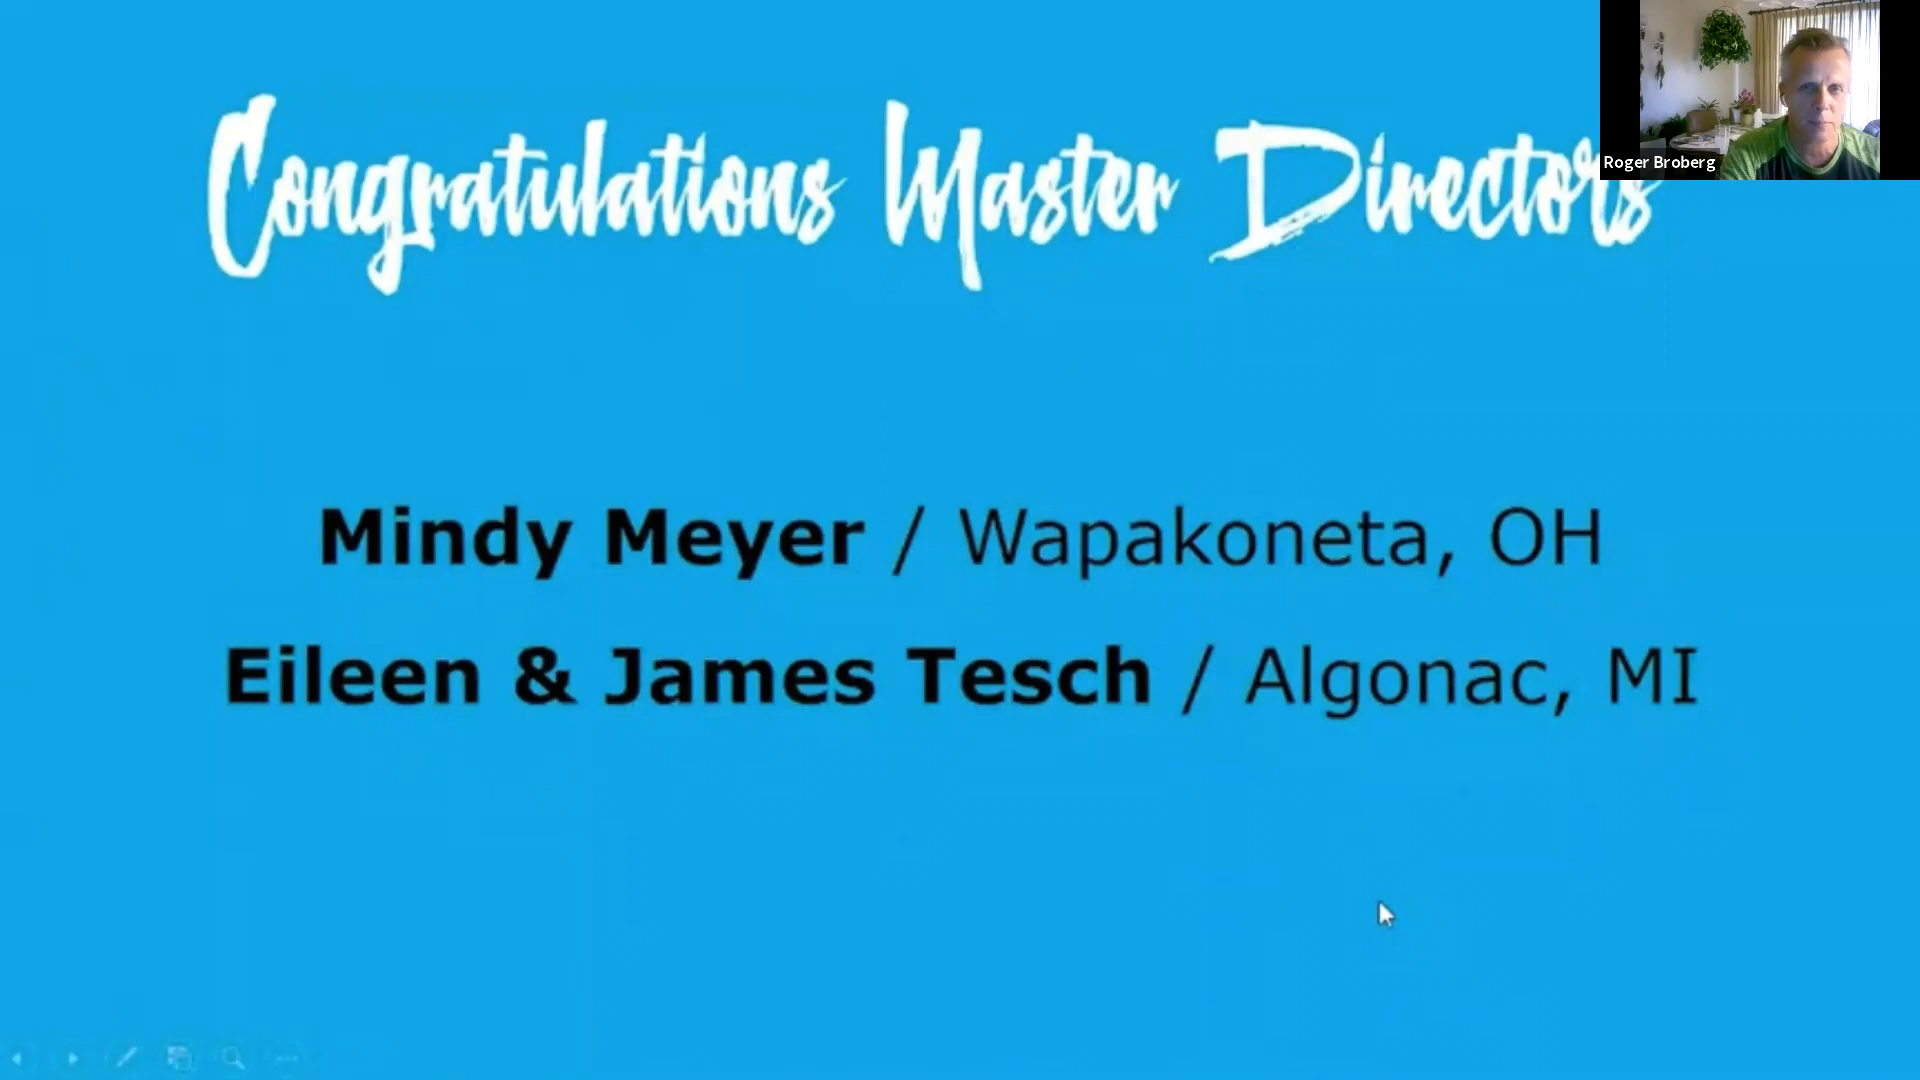 Congratulations Master Directors
Roger Broberg
Mindy Meyer / Wapakoneta, OH
Eileen & James Tesch / Algonac, MI